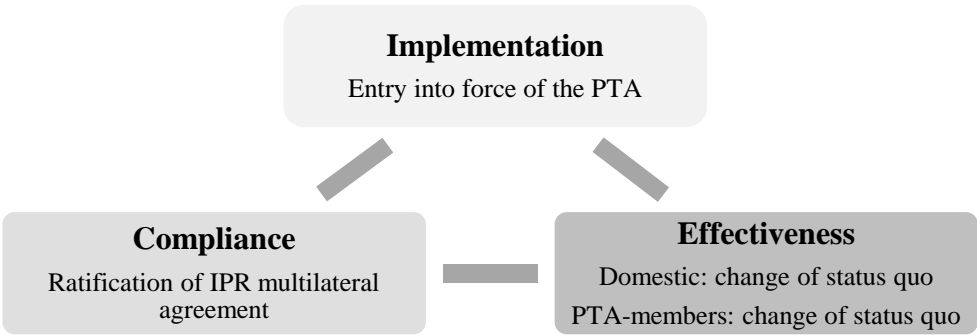 Implementation
Entry into force of the PTA
Compliance
Ratification of IPR multilateral
agreement
Effectiveness
Domestic: change of status quo
PTA-members: change of status quo